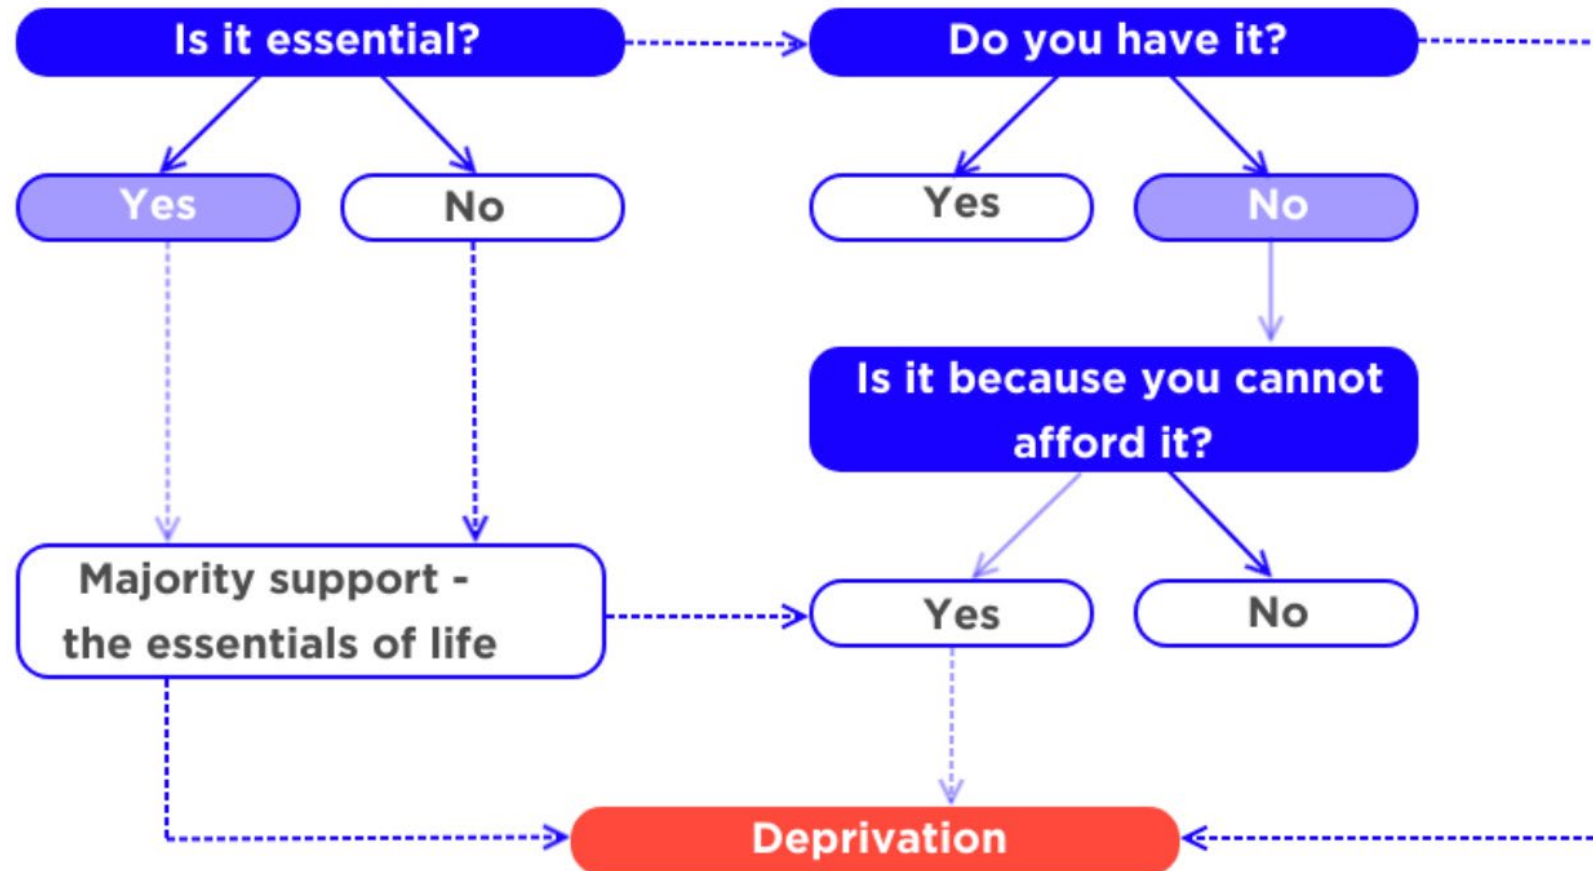 Is it essential?
Do you have it?
Yes
No
Yes
No
Is it because you cannot
afford it?
Majority support -
the essentials of life
Yes
No
Deprivation